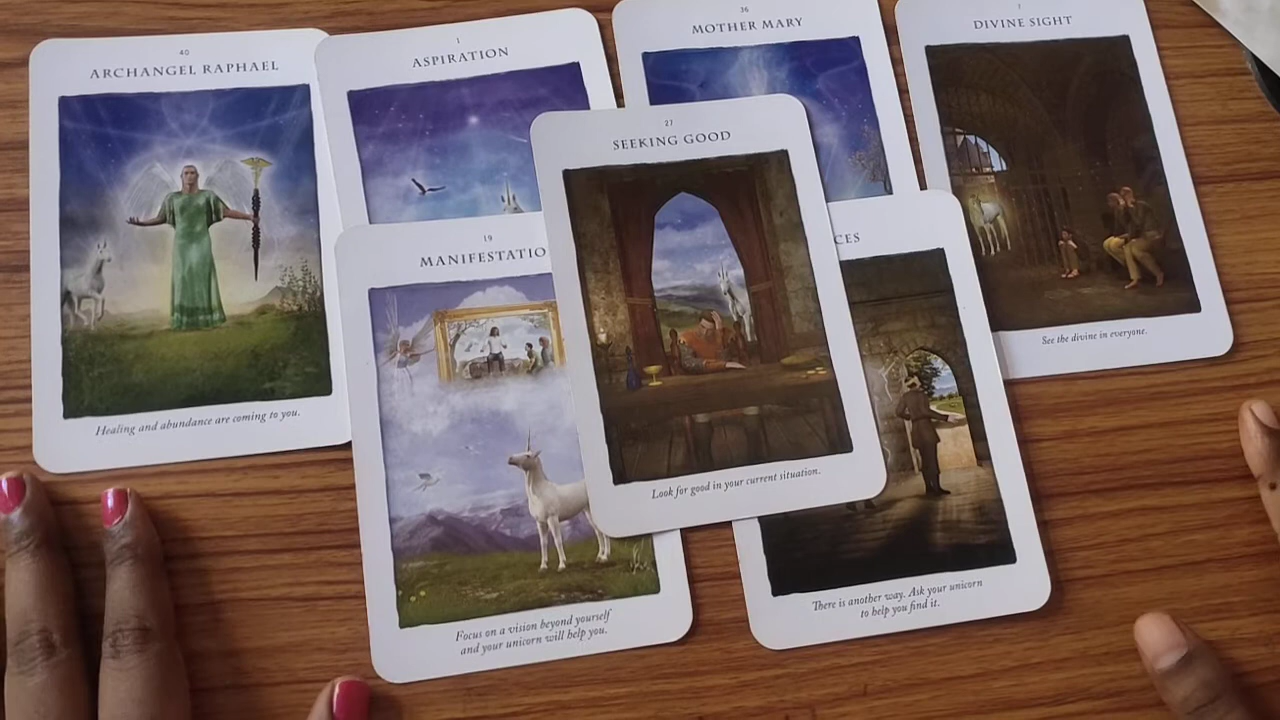 40
ARCHANGEL RAPHAEL
Healing and abundance are coming to you.
1
ASPIRATION
36
MOTHER MARY
7
DIVINE SIGHT
See the divine in everyone.
19
MANIFESTATIO
Focus on a vision beyond yourself
and your unicorn will help you.
27
SEEKING GOOD
Look for good in your current situation.
CES
There is another way. Ask your unicorn
to help you find it.